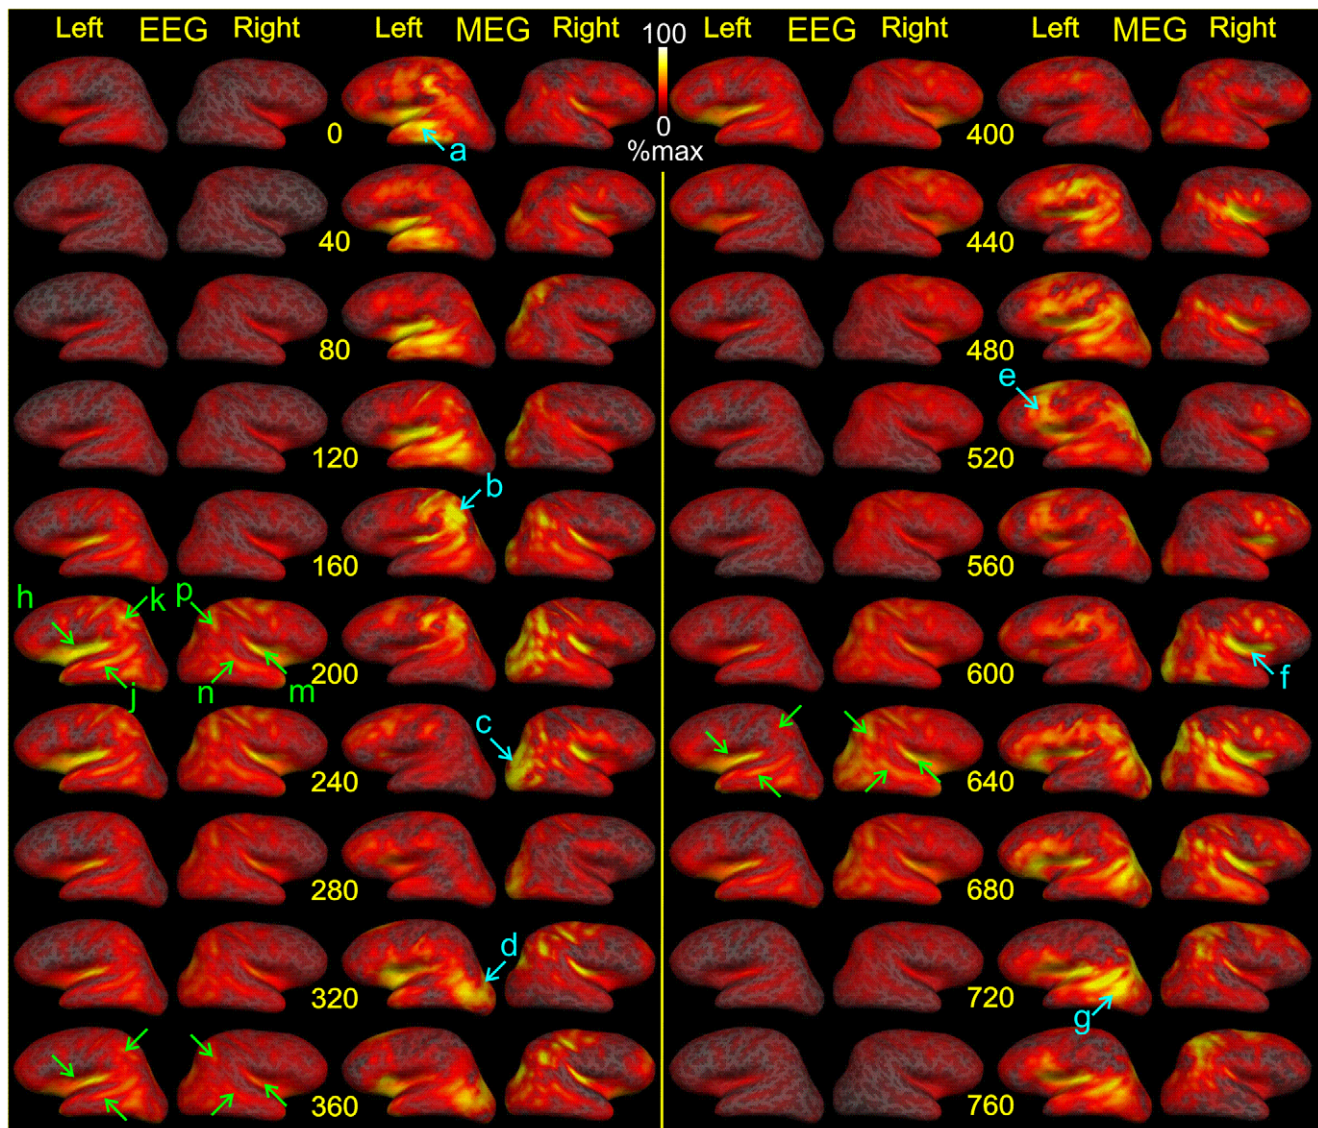 Left EEG Right Left MEG Right Left EEG Right Left MEG Right
100
0
%max
0 400
a
40 440
80 480
e
120 520
b
160 560
h k p
200 600
j n m f
c
240 640
280 680
d
320 720
g
360 760